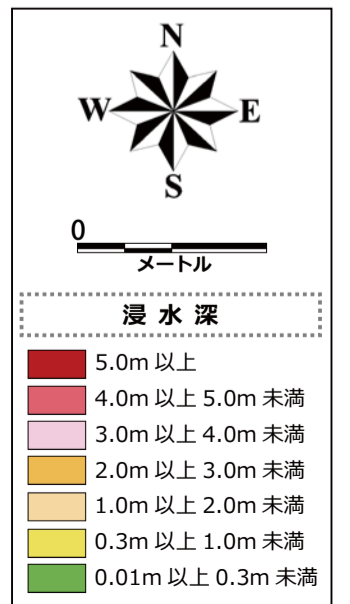 N
W E
S
0
メートル
浸 水 深
5.0m 以上
4.0m 以上 5.0m 未満
3.0m 以上 4.0m 未満
2.0m 以上 3.0m 未満
1.0m 以上 2.0m 未満
0.3m 以上 1.0m 未満
0.01m 以上 0.3m 未満